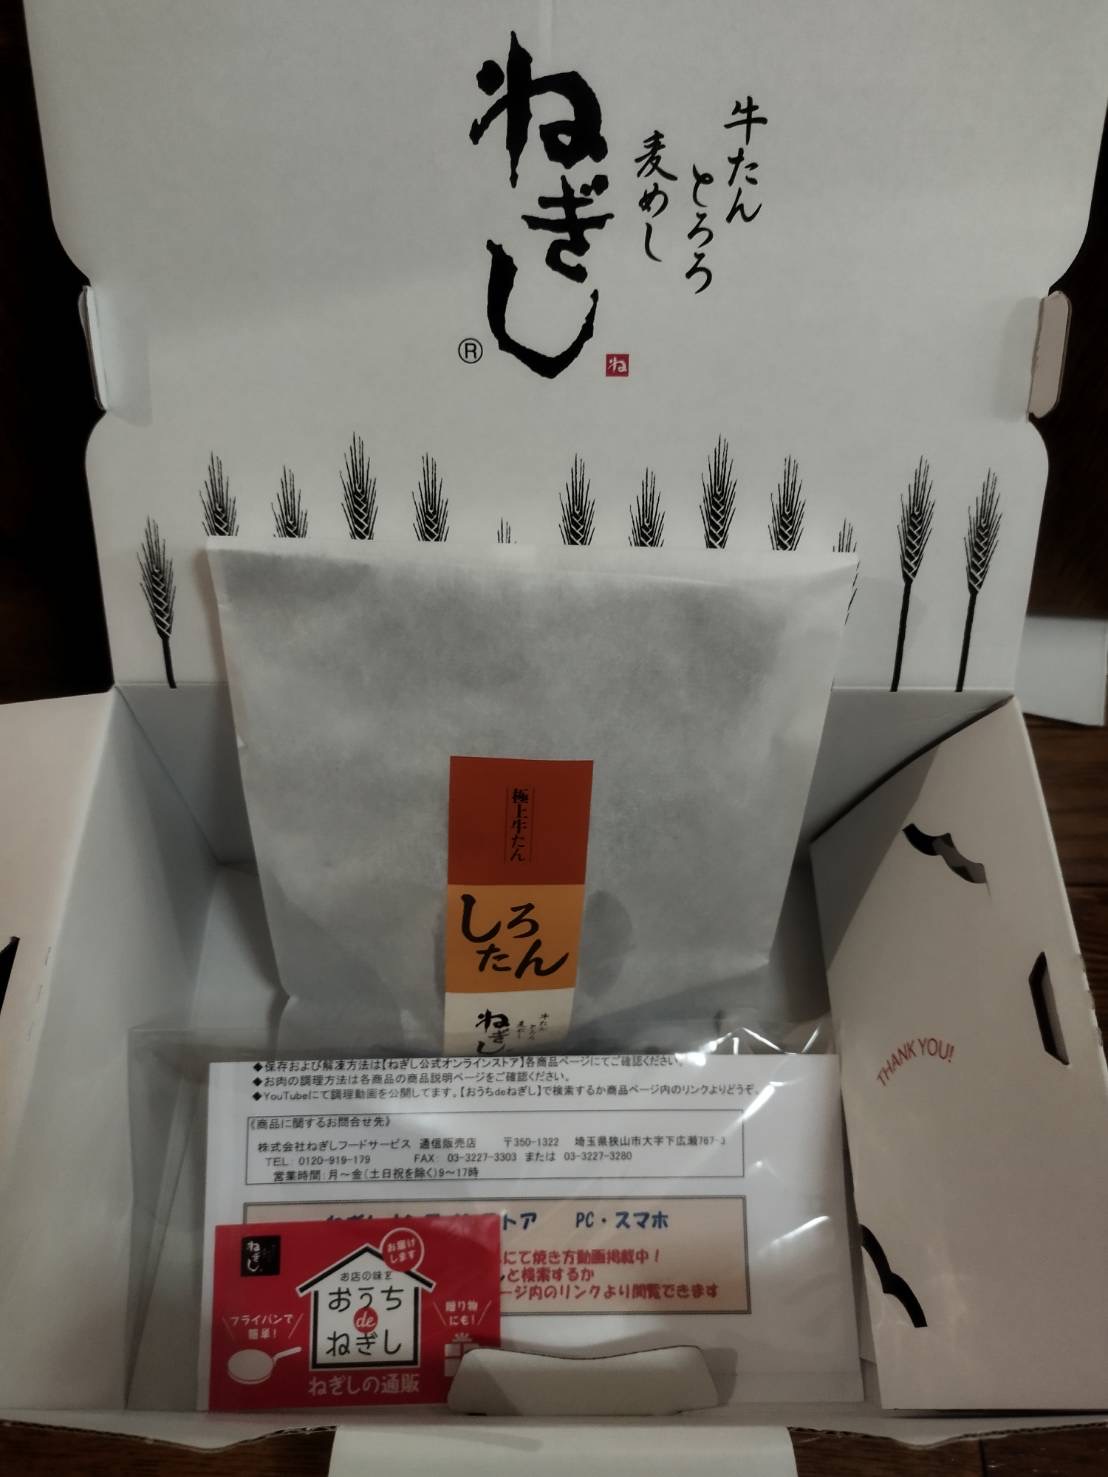 牛たん
とろろ
麦めし
ねぎし
®
ね
極上牛たん
しろ
たん
牛たん
とろろ
麦めし
ねぎし
THANK YOU!
◆保存および解凍方法は【ねぎし公式オンラインストア】各商品ページにてご確認ください。
◆お肉の調理方法は各商品の商品説明ページをご確認ください。
◆YouTubeにて調理動画を公開してます。【おうちdeねぎし】で検索するか商品ページ内のリンクよりどうぞ。
《商品に関するお問合せ先》
株式会社ねぎしフードサービス 通信販売店 〒350-1322 埼玉県狭山市大字下広瀬767-3
TEL: 0120-919-179 FAX: 03-3227-3303 または 03-3227-3280
営業時間:月～金(土日祝を除く)9～17時
トア PC・スマホ
にて焼き方動画掲載中!
と検索するか
ージ内のリンクより閲覧できます
ねぎし
お届け
します
お店の味を
おうち
de
ねぎし
フライパンで
簡単!
贈り物
にも!
ねぎしの通販